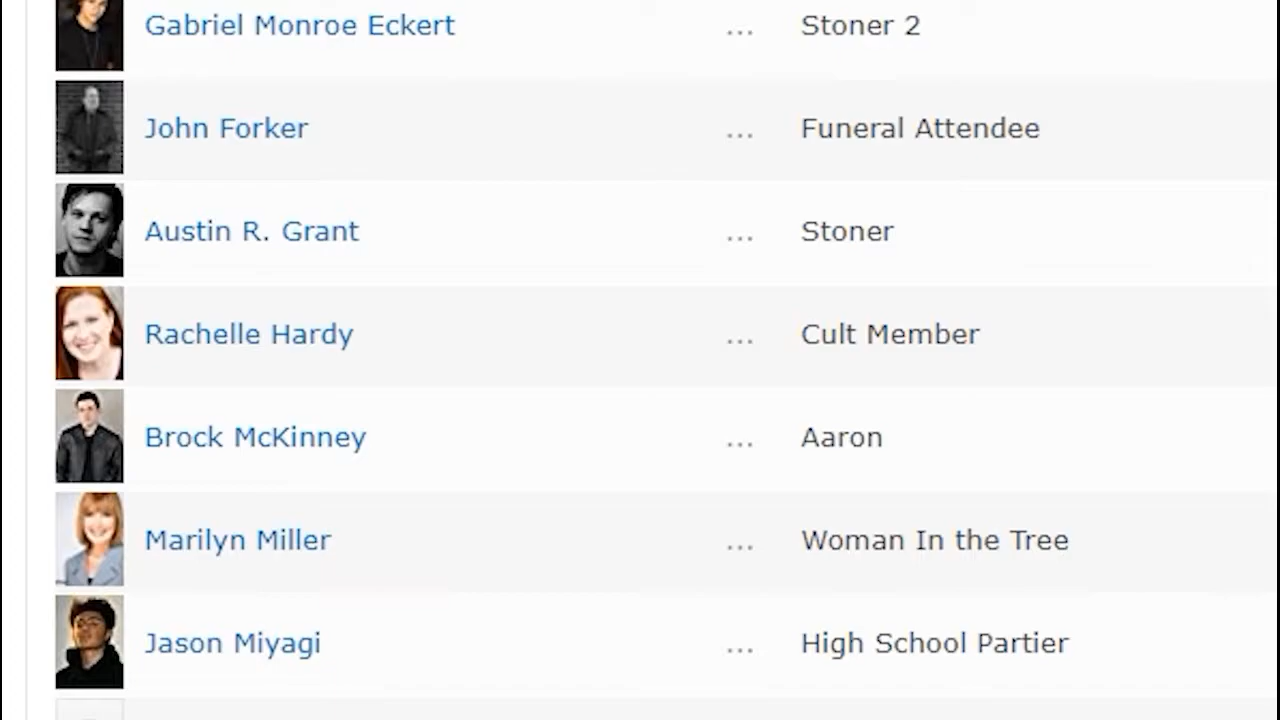 Gabriel Monroe Eckert ... Stoner 2
John Forker ... Funeral Attendee
Austin R. Grant ... Stoner
Rachelle Hardy ... Cult Member
Brock McKinney ... Aaron
Marilyn Miller ... Woman In the Tree
Jason Miyagi ... High School Partier